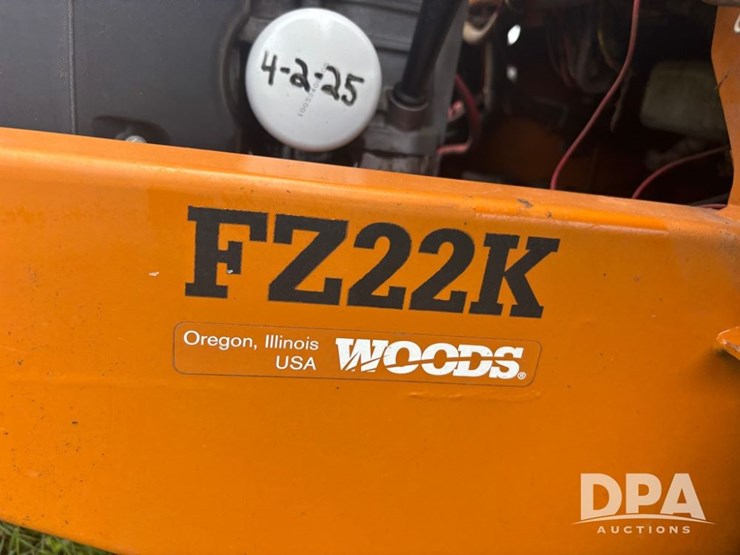 4-2-25
FZ22K
Oregon, Illinois
USA
WOODS®
DPA
AUCTIONS